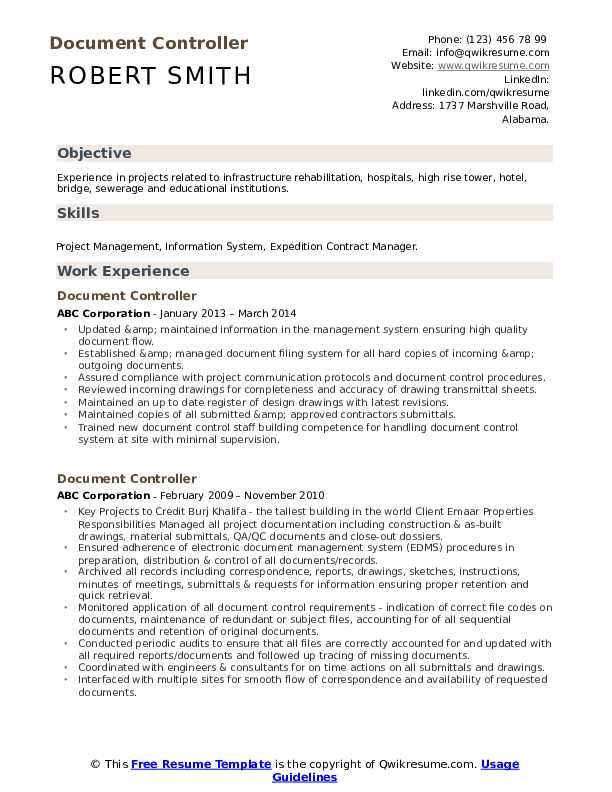 Document Controller
ROBERT SMITH
Phone: (123) 456 78 99
Email: info@qwikresume.com
Website: www.qwikresume.com
LinkedIn:
linkedin.com/qwikresume
Address: 1737 Marshville Road,
Alabama.
Objective
Experience in projects related to infrastructure rehabilitation, hospitals, high rise tower, hotel,
bridge, sewerage and educational institutions.
Skills
Project Management, Information System, Expedition Contract Manager.
Work Experience
Document Controller
ABC Corporation - January 2013 – March 2014
• Updated &amp; maintained information in the management system ensuring high quality
document flow.
• Established &amp; managed document filing system for all hard copies of incoming &amp;
outgoing documents.
• Assured compliance with project communication protocols and document control procedures.
• Reviewed incoming drawings for completeness and accuracy of drawing transmittal sheets.
• Maintained an up to date register of design drawings with latest revisions.
• Maintained copies of all submitted &amp; approved contractors submittals.
• Trained new document control staff building competence for handling document control
system at site with minimal supervision.
Document Controller
ABC Corporation - February 2009 – November 2010
• Key Projects to Credit Burj Khalifa - the tallest building in the world Client Emaar Properties
Responsibilities Managed all project documentation including construction & as-built
drawings, material submittals, QA/QC documents and close-out dossiers.
• Ensured adherence of electronic document management system (EDMS) procedures in
preparation, distribution & control of all documents/records.
• Archived all records including correspondence, reports, drawings, sketches, instructions,
minutes of meetings, submittals & requests for information ensuring proper retention and
quick retrieval.
• Monitored application of all document control requirements - indication of correct file codes on
documents, maintenance of redundant or subject files, accounting for of all sequential
documents and retention of original documents.
• Conducted periodic audits to ensure that all files are correctly accounted for and updated with
all required reports/documents and followed up tracing of missing documents.
• Coordinated with engineers & consultants for on time actions on all submittals and drawings.
• Interfaced with multiple sites for smooth flow of correspondence and availability of requested
documents.
© This Free Resume Template is the copyright of Qwikresume.com. Usage
Guidelines